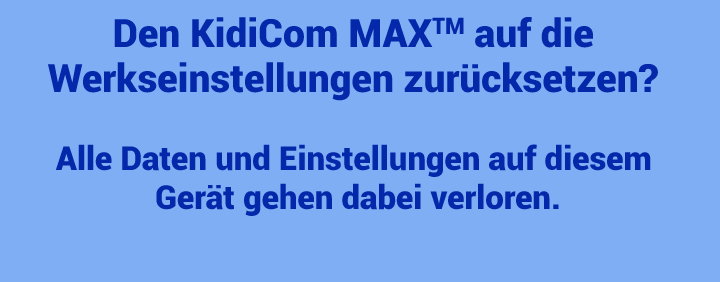 Den KidiCom MAX™ auf die
Werkseinstellungen zurücksetzen?
Alle Daten und Einstellungen auf diesem
Gerät gehen dabei verloren.